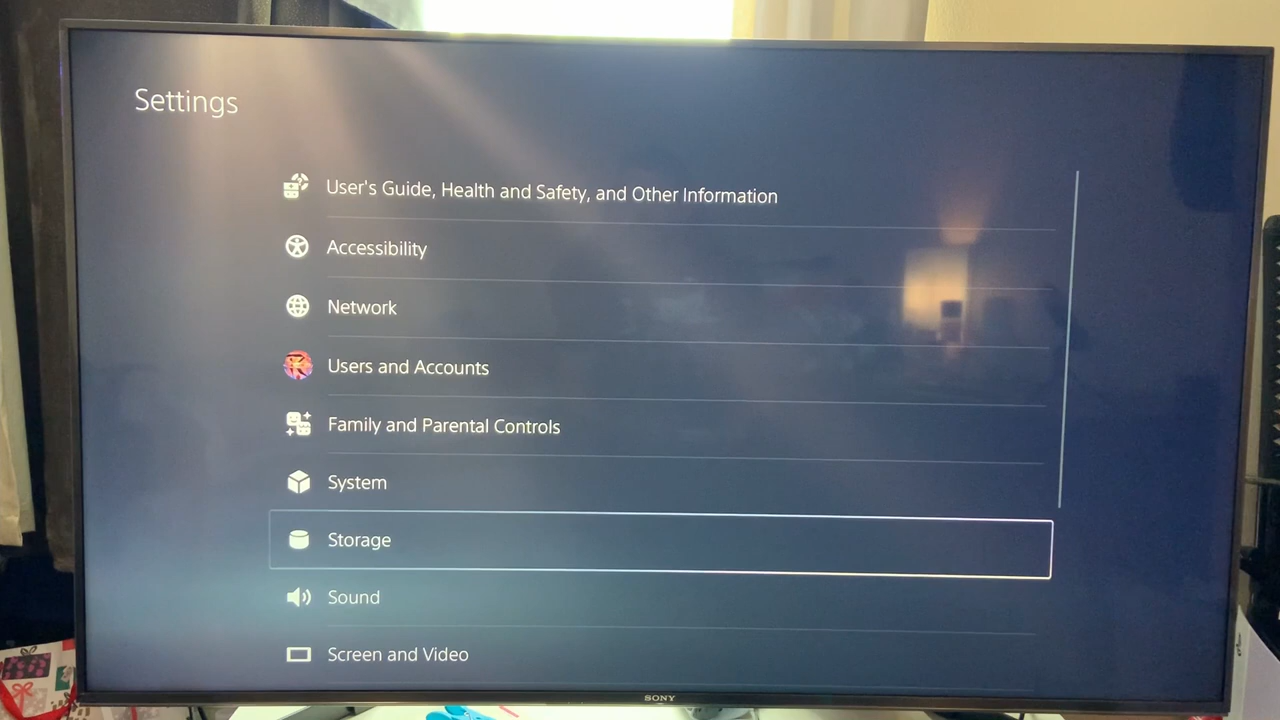 Settings
User's Guide, Health and Safety, and Other Information
Accessibility
Network
Users and Accounts
Family and Parental Controls
System
Storage
Sound
Screen and Video
SONY